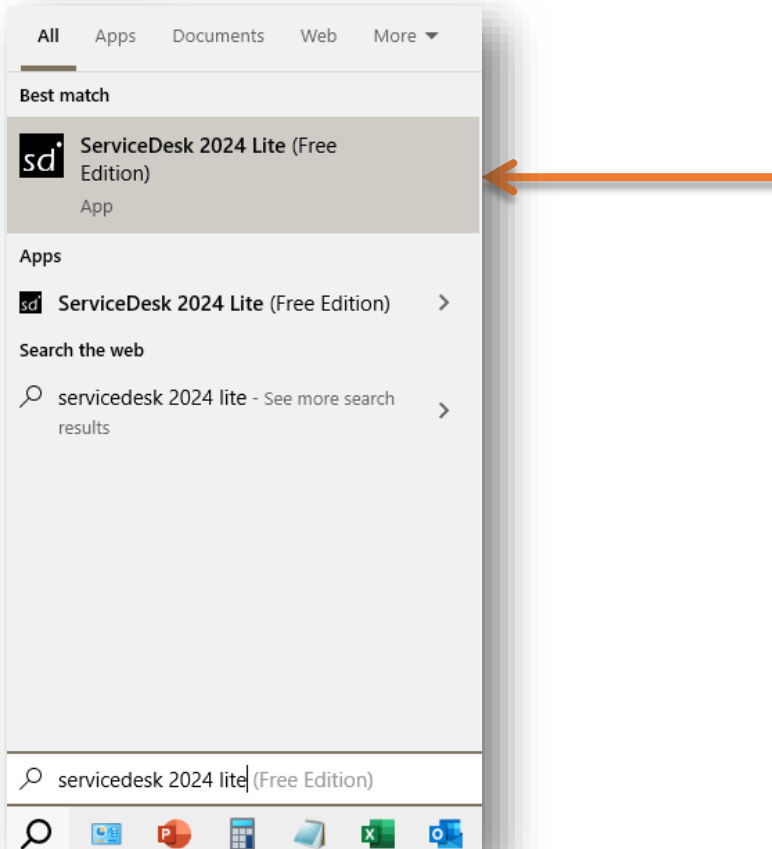 All Apps Documents Web More
Best match
sd
ServiceDesk 2024 Lite (Free
Edition)
App
Apps
sd ServiceDesk 2024 Lite (Free Edition)
Search the web
servicedesk 2024 lite - See more search
results
servicedesk 2024 lite (Free Edition)
P X O